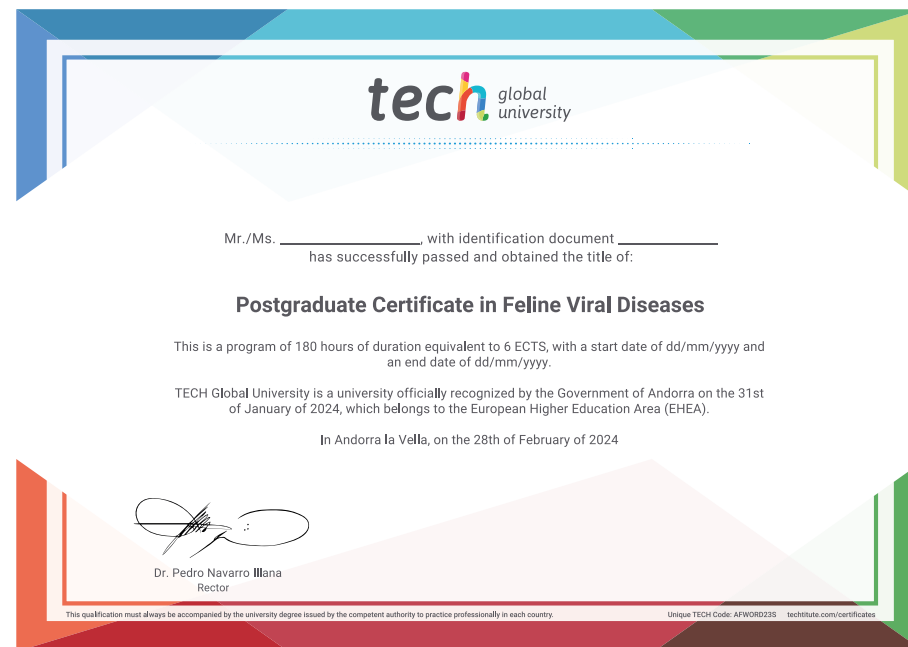 tech global university
Mr./Ms. ____________________, with identification document ______________
has successfully passed and obtained the title of:
Postgraduate Certificate in Feline Viral Diseases
This is a program of 180 hours of duration equivalent to 6 ECTS, with a start date of dd/mm/yyyy and
an end date of dd/mm/yyyy.
TECH Global University is a university officially recognized by the Government of Andorra on the 31st
of January of 2024, which belongs to the European Higher Education Area (EHEA).
In Andorra la Vella, on the 28th of February of 2024
Dr. Pedro Navarro Illana
Rector
This qualification must always be accompanied by the university degree issued by the competent authority to practice professionally in each country. Unique TECH Code: AFWORD23S techtitute.com/certificates